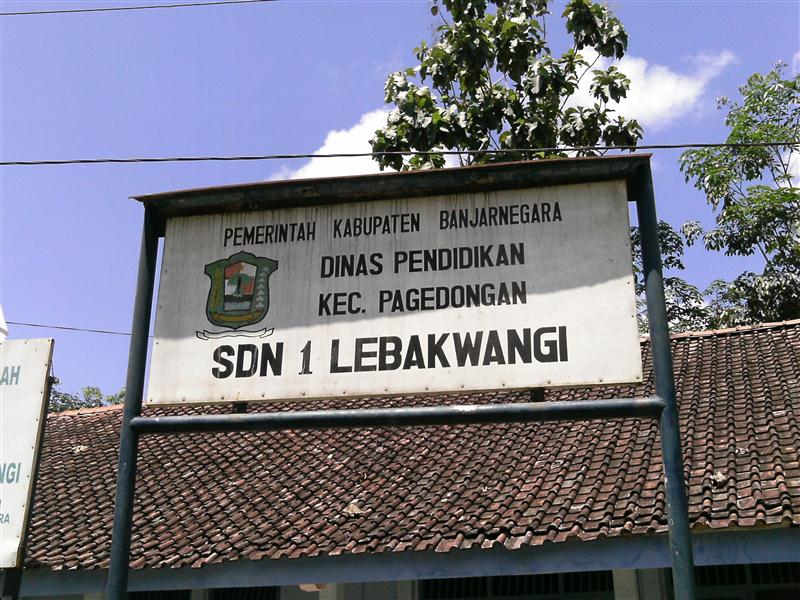 PEMERINTAH KABUPATEN BANJARNEGARA
DINAS PENDIDIKAN
KEC. PAGEDONGAN
SDN 1 LEBAKWANGI